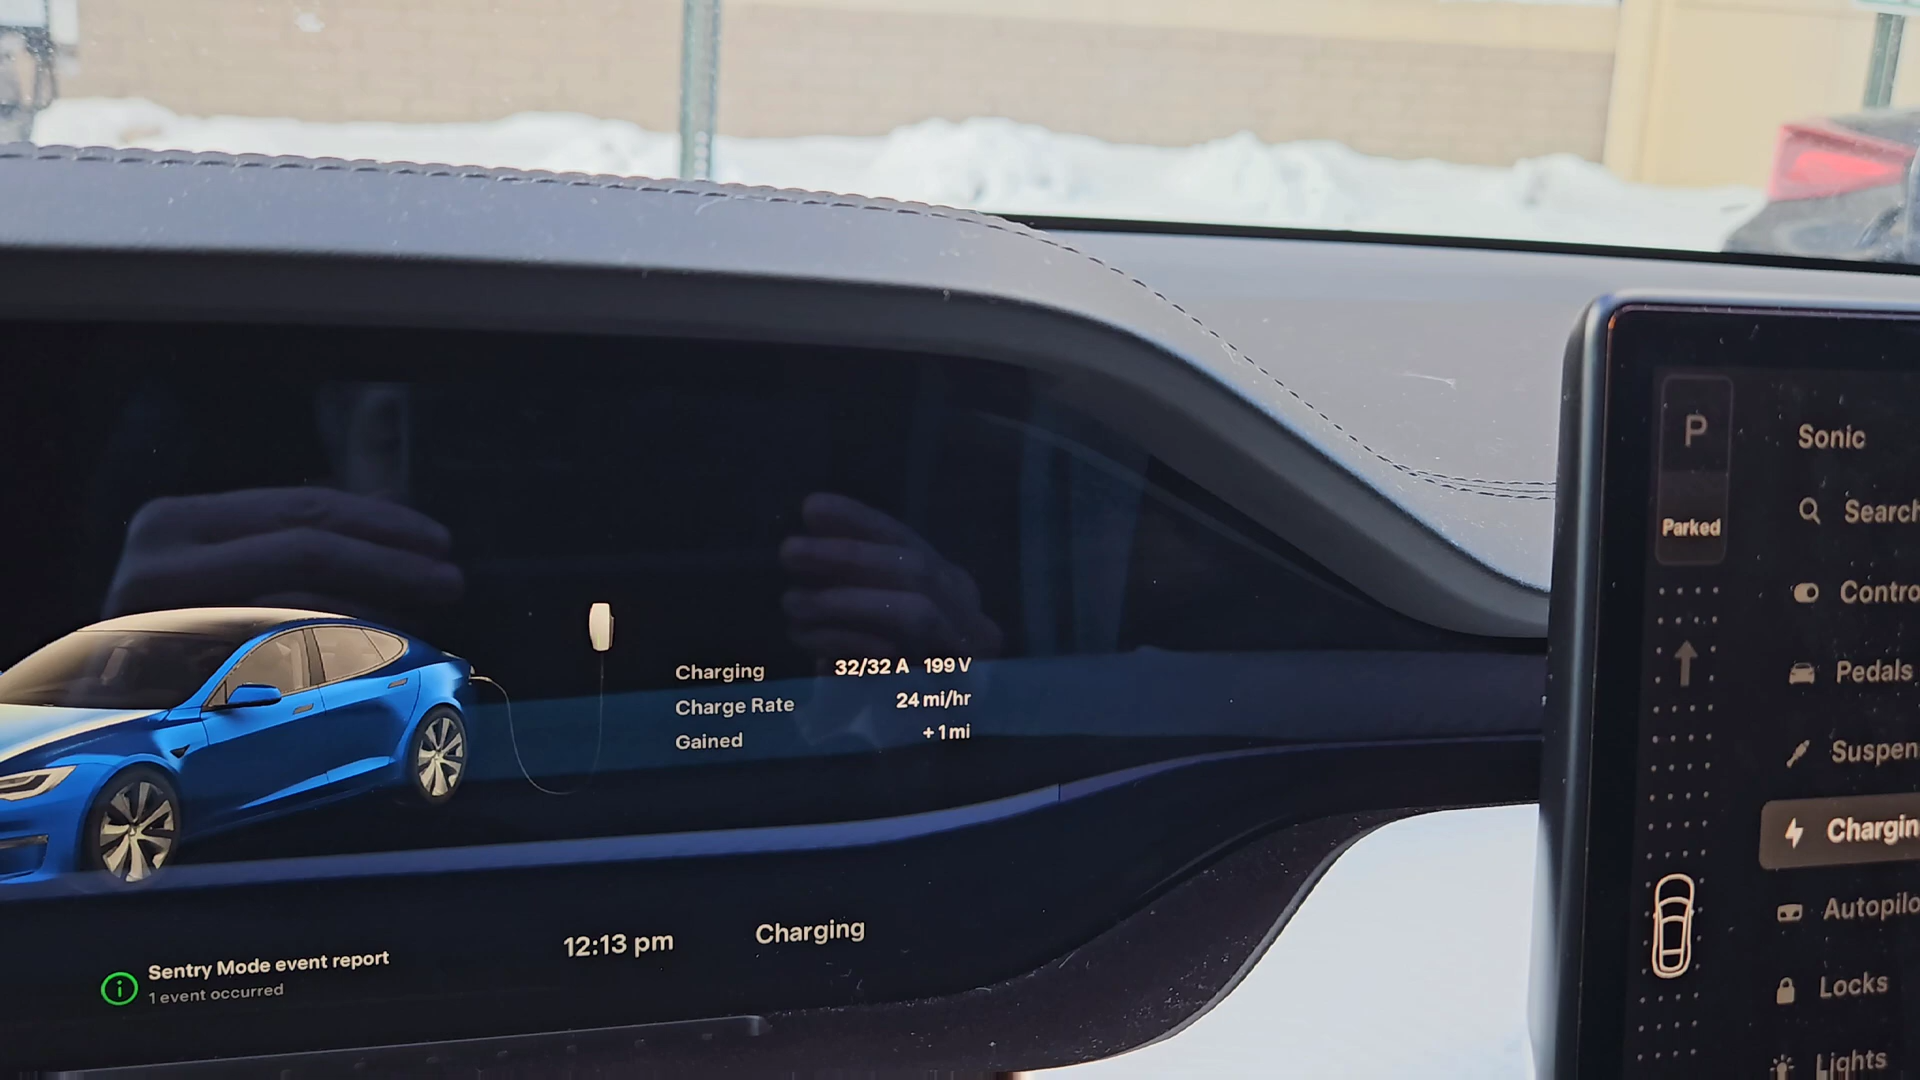 Charging 32/32 A 199 V
Charge Rate 24 mi/hr
Gained +1 mi
Sentry Mode event report
1 event occurred
12:13 pm
Charging
P
Parked
Sonic
Search
Contro
Pedals
Suspen
Chargin
Autopilo
Locks
Lights